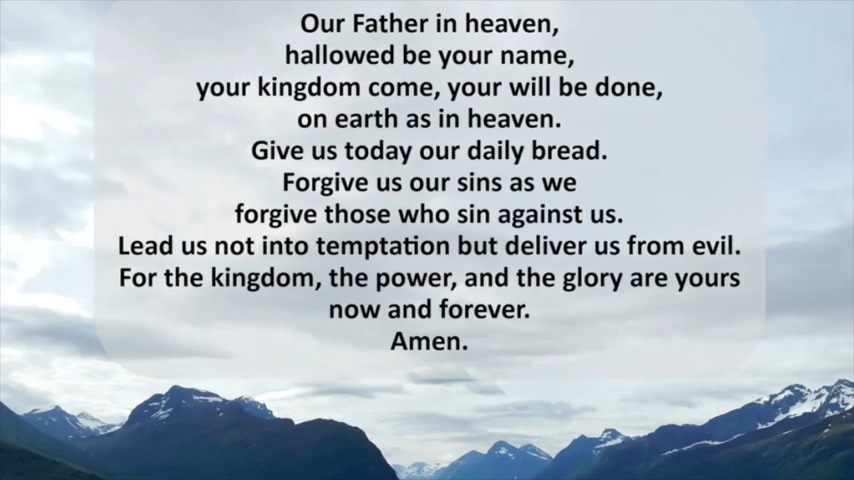 Our Father in heaven,
hallowed be your name,
your kingdom come, your will be done,
on earth as in heaven.
Give us today our daily bread.
Forgive us our sins as we
forgive those who sin against us.
Lead us not into temptation but deliver us from evil.
For the kingdom, the power, and the glory are yours
now and forever.
Amen.